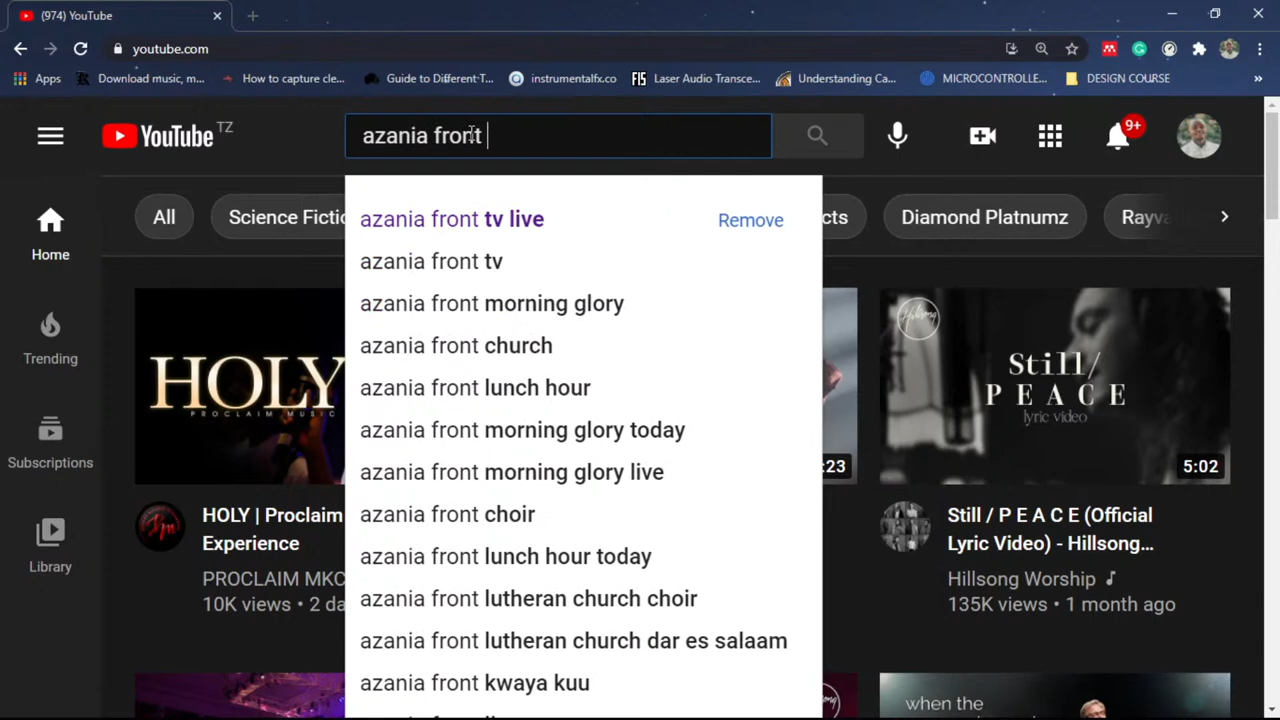 (974) YouTube
youtube.com
Apps
Download music, m...
How to capture cle...
Guide to Different T...
instrumentalfx.co
FIS
Laser Audio Transce...
Understanding Ca...
MICROCONTROLLE...
DESIGN COURSE
»
YouTube TZ
azania front
9+
All
Science Fictio
cts
Diamond Platnumz
Rayva
azania front tv live
Remove
azania front tv
azania front morning glory
azania front church
azania front lunch hour
azania front morning glory today
azania front morning glory live
azania front choir
azania front lunch hour today
azania front lutheran church choir
azania front lutheran church dar es salaam
azania front kwaya kuu
Home
Trending
Subscriptions
Library
HOLY
PROCLAIM MUSIC
HOLY | Proclaim
Experience
PROCLAIM MKC
10K views • 2 da
:23
Still/
PEACE
lyric video
5:02
Still / P E A C E (Official
Lyric Video) - Hillsong...
Hillsong Worship
135K views • 1 month ago
when the